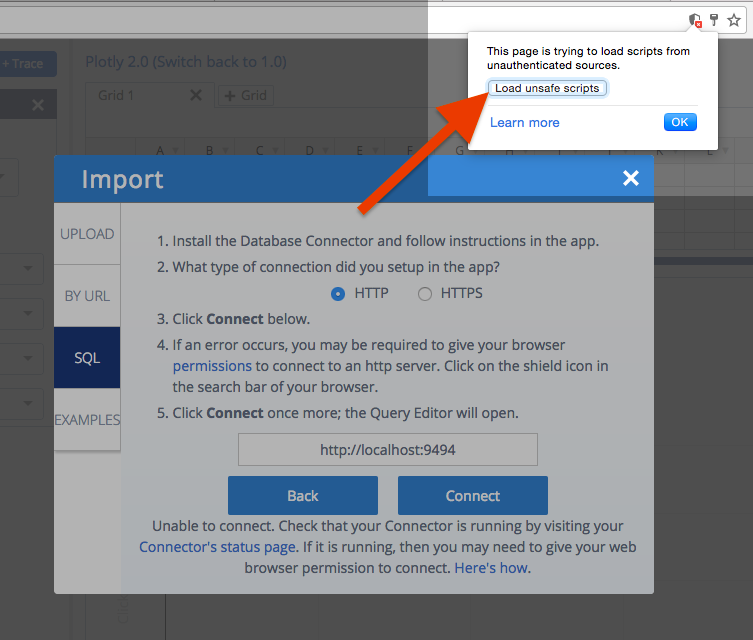 This page is trying to load scripts from
unauthenticated sources.
Load unsafe scripts
Learn more
OK
+ Trace
Plotly 2.0 (Switch back to 1.0)
Grid 1
+ Grid
A B C D E F G H
Import
UPLOAD
BY URL
SQL
EXAMPLES
1. Install the Database Connector and follow instructions in the app.
2. What type of connection did you setup in the app?
HTTP HTTPS
3. Click Connect below.
4. If an error occurs, you may be required to give your browser
permissions to connect to an http server. Click on the shield icon in
the search bar of your browser.
5. Click Connect once more; the Query Editor will open.
http://localhost:9494
Back Connect
Unable to connect. Check that your Connector is running by visiting your
Connector's status page. If it is running, then you may need to give your web
browser permission to connect. Here's how.